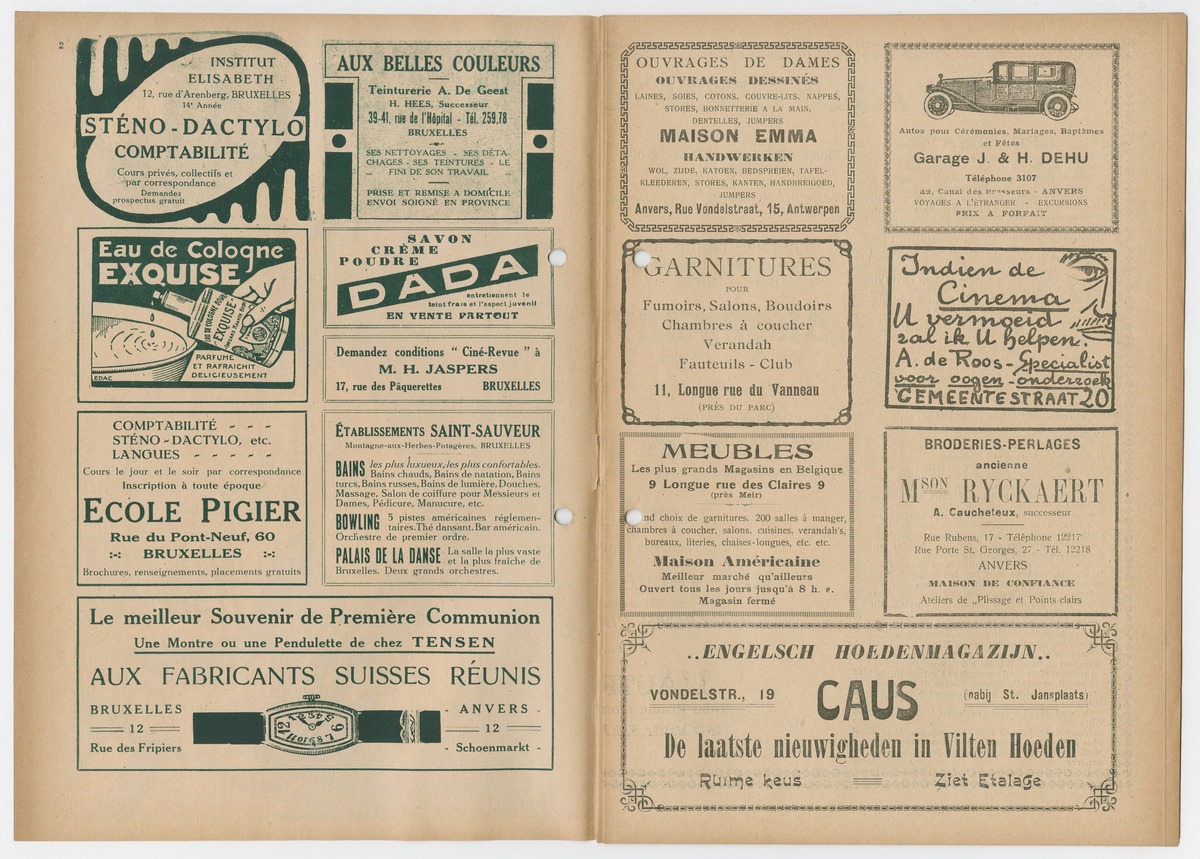 2
INSTITUT
ELISABETH
12, rue d'Arenberg, BRUXELLES
14e Année
STÉNO-DACTYLO
COMPTABILITÉ
Cours privés, collectifs et
par correspondance
Demandez
prospectus gratuit
AUX BELLES COULEURS
Teinturerie A. De Geest
H. HEES, Successeur
39-41, rue de l'Hôpital - Tél. 259,78
BRUXELLES
SES NETTOYAGES - SES DÉTA-
CHAGES - SES TEINTURES - LE
FINI DE SON TRAVAIL
PRISE ET REMISE A DOMICILE
ENVOI SOIGNÉ EN PROVINCE
Eau de Cologne
EXQUISE
EAU DE COLOGNE DOUBLE
EXQUISE
PARFUME
ET RAFRAICHIT
DELICIEUSEMENT
EDAC
SAVON
CRÈME
POUDRE
DADA
entretiennent le
teint frais et l'aspect juvenil
EN VENTE PARTOUT
Demandez conditions " Ciné-Revue " à
M. H. JASPERS
17, rue des Pâquerettes BRUXELLES
COMPTABILITÉ - - -
STÉNO-DACTYLO, etc.
LANGUES - - - - -
Cours le jour et le soir par correspondance
Inscription à toute époque
ECOLE PIGIER
Rue du Pont-Neuf, 60
:-: BRUXELLES :-:
Brochures, renseignements, placements gratuits
ÉTABLISSEMENTS SAINT-SAUVEUR
Montagne-aux-Herbes-Potagères, BRUXELLES
BAINS les plus luxueux, les plus confortables.
Bains chauds, Bains de natation, Bains
turcs, Bains russes, Bains de lumière, Douches,
Massage, Salon de coiffure pour Messieurs et
Dames, Pédicure, Manucure, etc.
BOWLING 5 pistes américaines réglemen-
taires. Thé dansant. Bar américain.
Orchestre de premier ordre.
PALAIS DE LA DANSE La salle la plus vaste
et la plus fraîche de
Bruxelles. Deux grands orchestres.
Le meilleur Souvenir de Première Communion
Une Montre ou une Pendulette de chez TENSEN
AUX FABRICANTS SUISSES RÉUNIS
BRUXELLES
12
Rue des Fripiers
- ANVERS -
12
- Schoenmarkt -
OUVRAGES DE DAMES
OUVRAGES DESSINÉS
LAINES, SOIES, COTONS, COUVRE-LITS, NAPPES,
STORES, BONNETTERIE A LA MAIN,
DENTELLES, JUMPERS
MAISON EMMA
HANDWERKEN
WOL, ZIJDE, KATOEN, BEDSPREIEN, TAFEL-
KLEEDEREN, STORES, KANTEN, HANDBREIGOED,
JUMPERS
Anvers, Rue Vondelstraat, 15, Antwerpen
Autos pour Cérémonies, Mariages, Baptèmes
et Fêtes
Garage J. & H. DEHU
Téléphone 3107
42, Canal des Brasseurs - ANVERS
VOYAGES A L'ÉTRANGER - EXCURSIONS
PRIX A FORFAIT
GARNITURES
POUR
Fumoirs, Salons, Boudoirs
Chambres à coucher
Verandah
Fauteuils - Club
11, Longue rue du Vanneau
(PRÈS DU PARC)
Indien de
Cinema
U vermoeid
zal ik U helpen.
A. de Roos - Specialist
voor oogen-onderzoek
GEMEENTESTRAAT 20
MEUBLES
Les plus grands Magasins en Belgique
9 Longue rue des Claires 9
(près Meir)
nd choix de garnitures. 200 salles à manger,
chambres à coucher, salons, cuisines, verandah's,
bureaux, literies, chaises-longues, etc. etc.
Maison Américaine
Meilleur marché qu'ailleurs
Ouvert tous les jours jusqu'à 8 h. s.
Magasin fermé
BRODERIES-PERLAGES
ancienne
MSON RYCKAERT
A. Caucheteux, successeur
Rue Rubens, 17 - Téléphone 12217
Rue Porte St. Georges, 27 - Tél. 12218
ANVERS
MAISON DE CONFIANCE
Ateliers de „Plissage et Points-clairs
..ENGELSCH HOEDENMAGAZIJN..
VONDELSTR., 19 CAUS (nabij St. Jansplaats)
De laatste nieuwigheden in Vilten Hoeden
Ruime keus Ziet Etalage